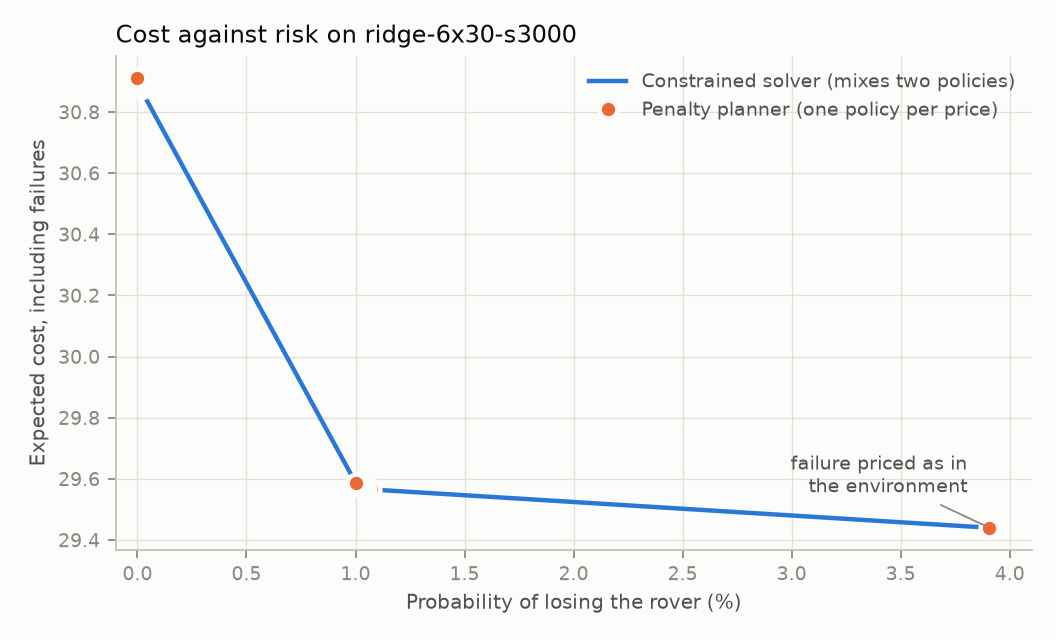 Cost against risk on ridge-6x30-s3000
Constrained solver (mixes two policies)
Penalty planner (one policy per price)
Expected cost, including failures
30.8
30.6
30.4
30.2
30.0
29.8
29.6
29.4
failure priced as in
the environment
0.0
0.5
1.0
1.5
2.0
2.5
3.0
3.5
4.0
Probability of losing the rover (%)